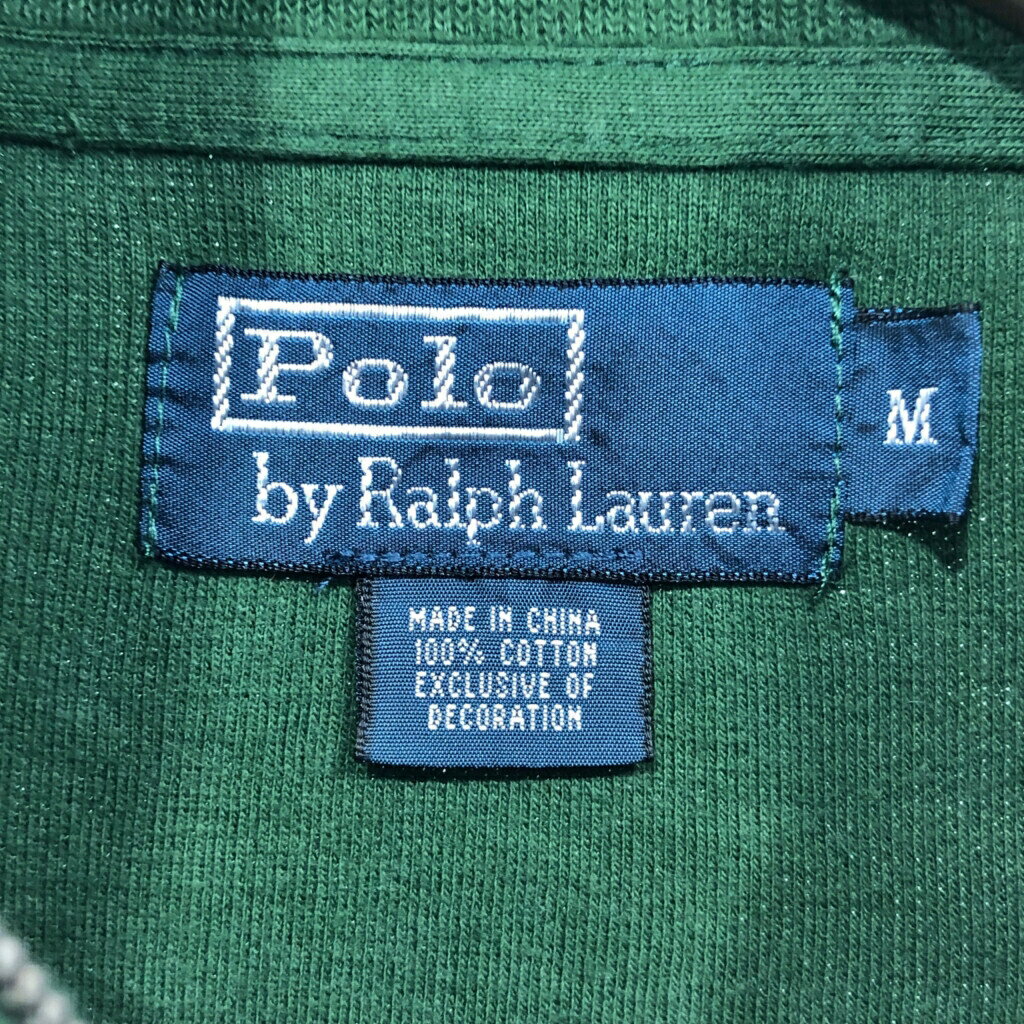 Polo
by Ralph Lauren
M
MADE IN CHINA
100% COTTON
EXCLUSIVE OF
DECORATION